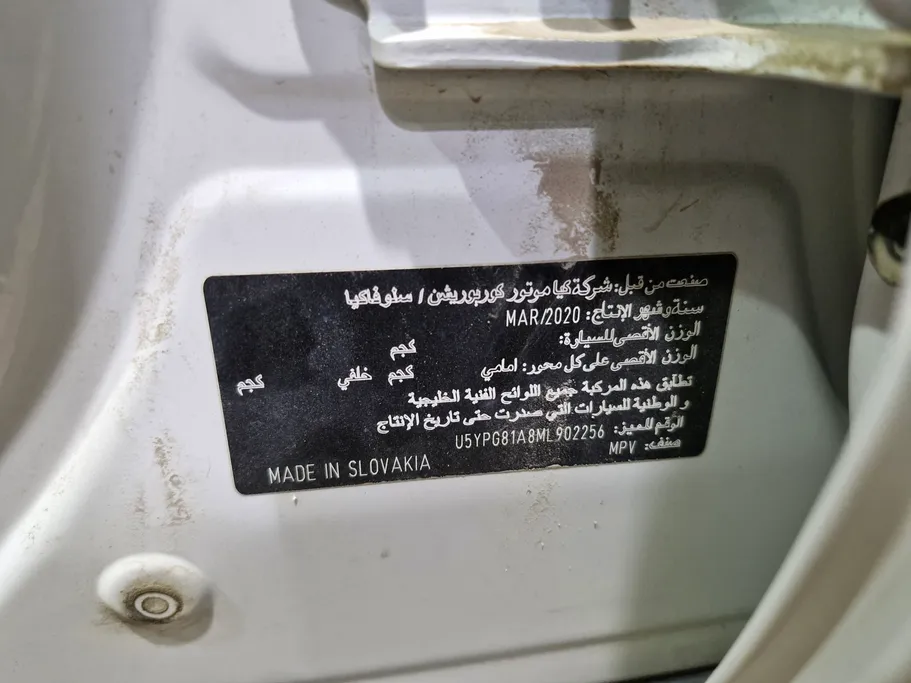 صنعت من قبل: شركة كيا موتور كوربوريشن / سلوفاكيا
سنة وشهر الإنتاج: MAR/2020
الوزن الأقصى للسيارة: كجم
الوزن الأقصى على كل محور: امامي كجم خلفي كجم
تطابق هذه المركبة جميع اللوائح الفنية الخليجية
و الوطنية للسيارات التي صدرت حتى تاريخ الإنتاج
الرقم المميز: U5YPG81A8ML902256
صنف: MPV
MADE IN SLOVAKIA